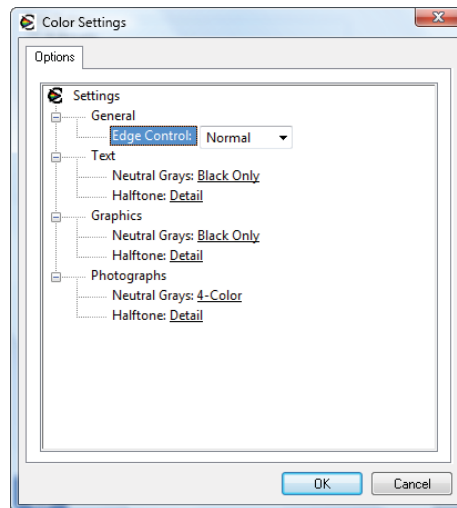 Color Settings
Options
Settings
General
Edge Control: Normal
Text
Neutral Grays: Black Only
Halftone: Detail
Graphics
Neutral Grays: Black Only
Halftone: Detail
Photographs
Neutral Grays: 4-Color
Halftone: Detail
OK Cancel